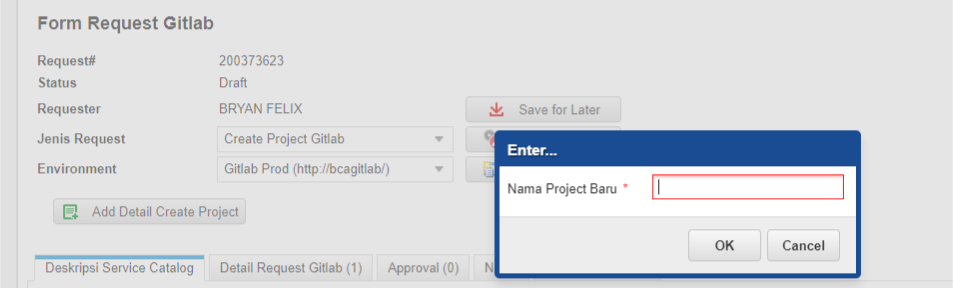 Form Request Gitlab
Request# 200373623
Status Draft
Requester BRYAN FELIX Save for Later
Jenis Request Create Project Gitlab
Environment Gitlab Prod (http://bcagitlab/)
Enter...
Nama Project Baru *
OK Cancel
Add Detail Create Project
Deskripsi Service Catalog Detail Request Gitlab (1) Approval (0)